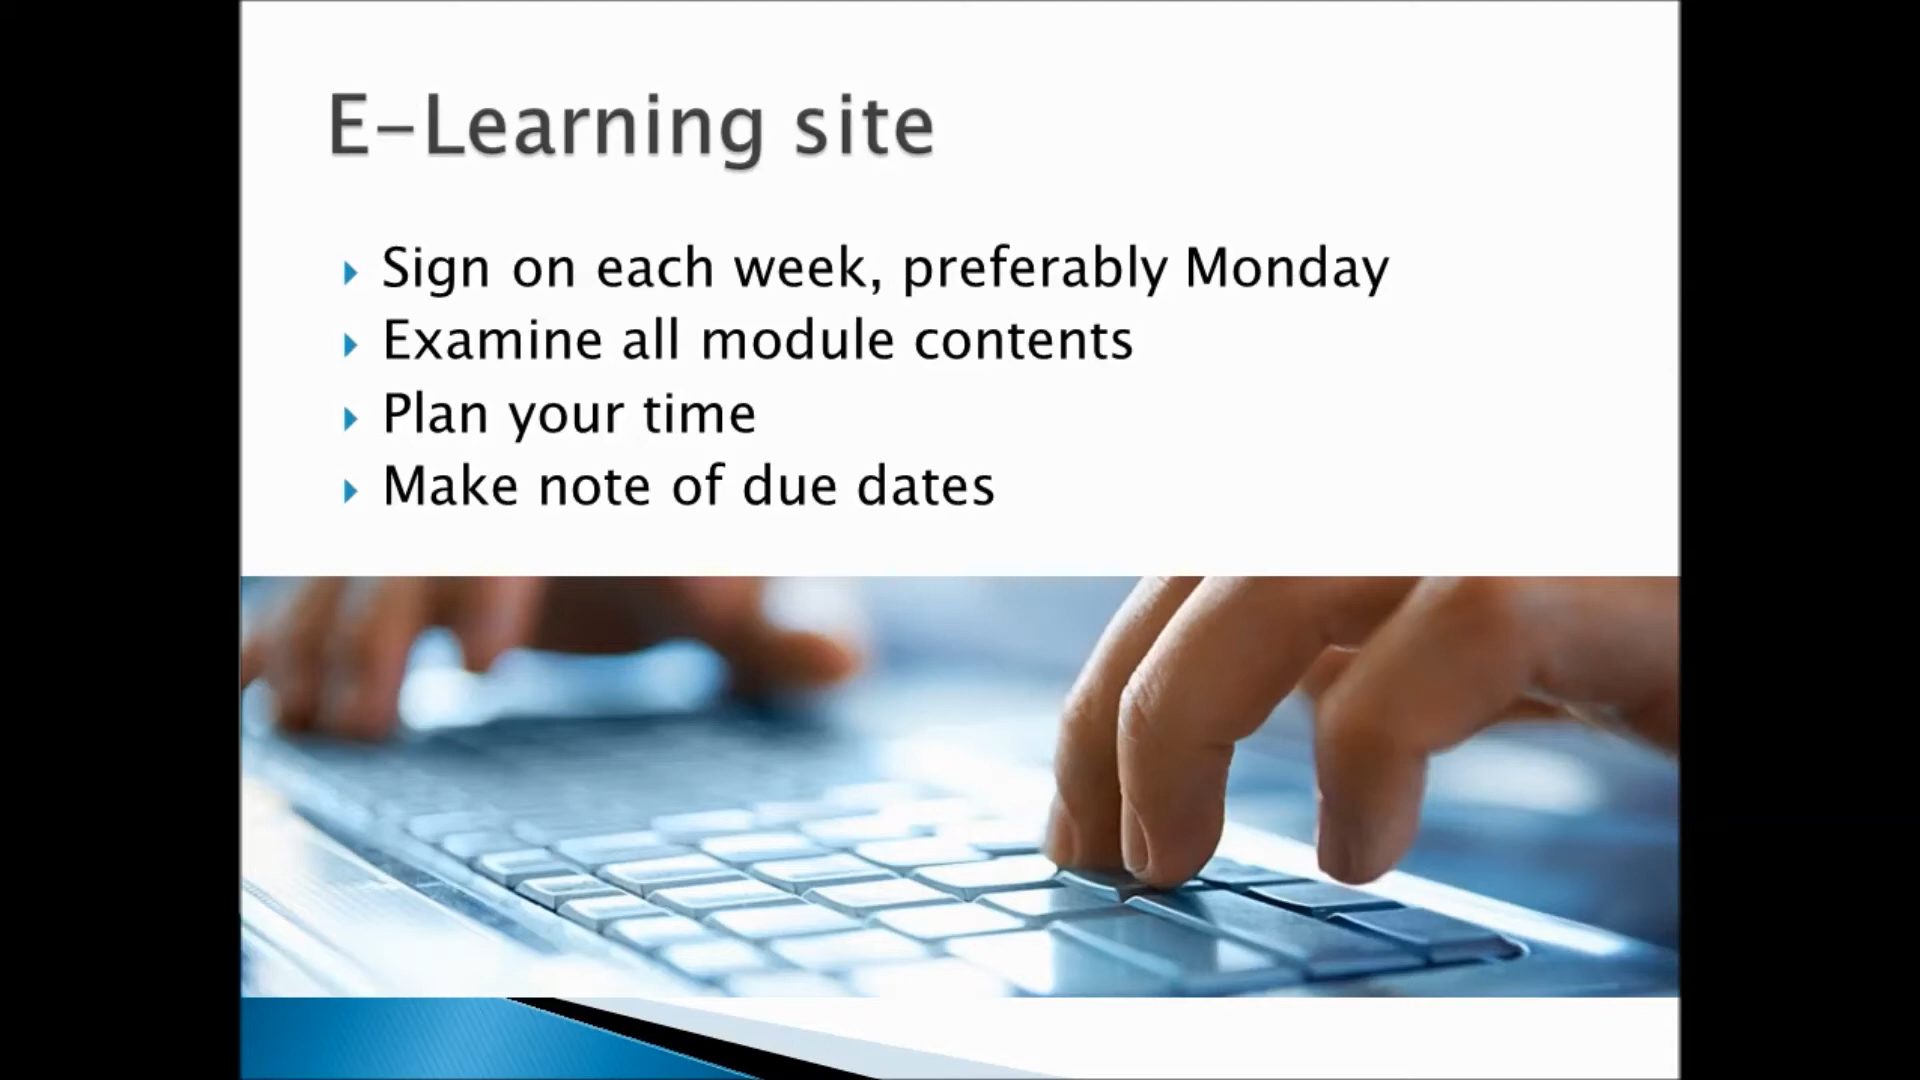 E-Learning site
Sign on each week, preferably Monday
Examine all module contents
Plan your time
Make note of due dates